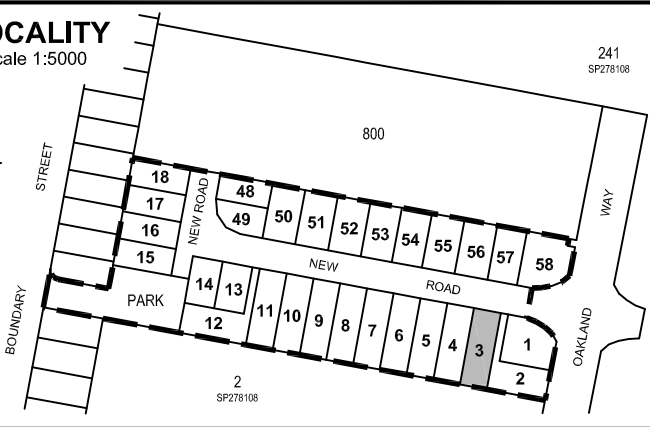 OCALITY
cale 1:5000
241
SP278108
800
STREET
WAY
18
17
16
15
NEW ROAD
48
49
50
51
52
53
54
55
56
57
58
NEW
ROAD
PARK
14
13
12
11
10
9
8
7
6
5
4
3
2
1
BOUNDARY
OAKLAND
2
SP278108